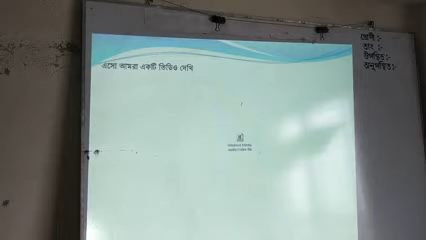 এসো আমরা একটি ভিডিও দেখি
শ্রেণী :-
তাং :-
উপস্থিত :-
অনুপস্থিত :-